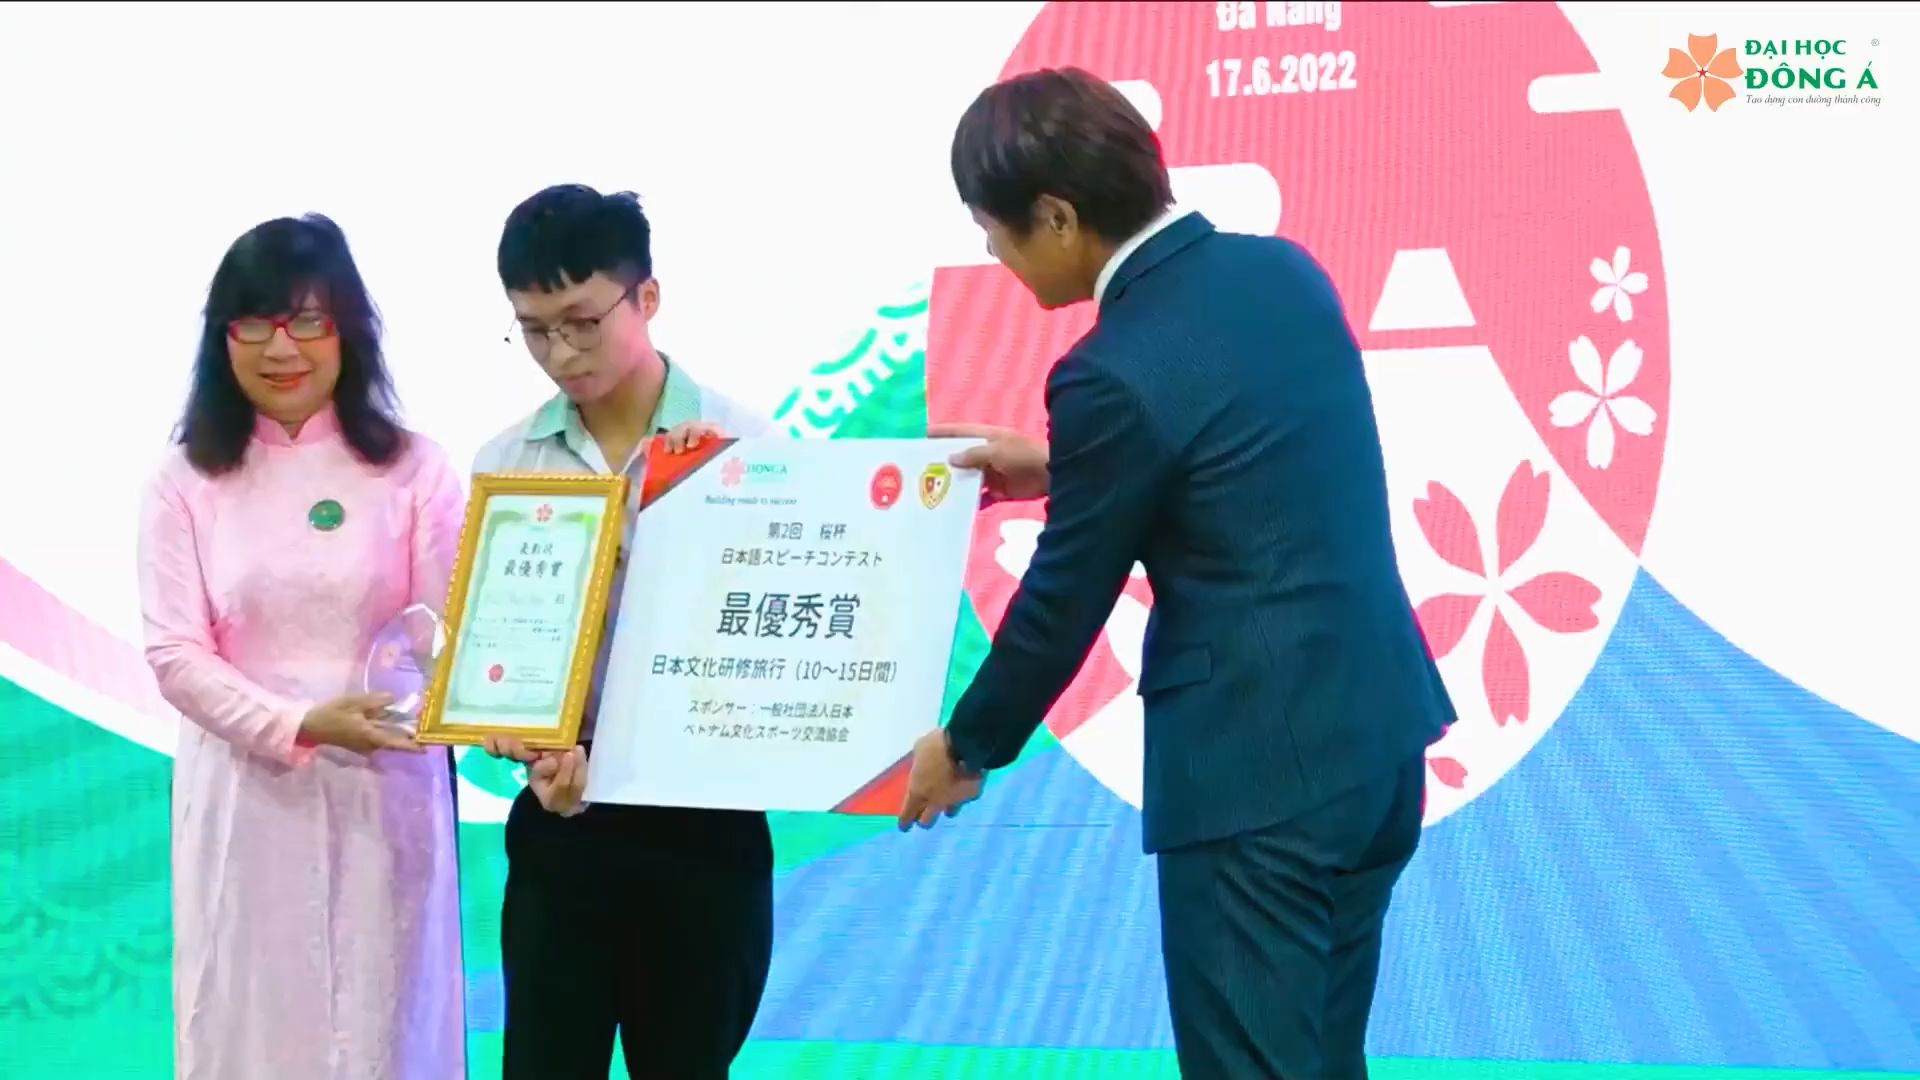 Đà Nẵng
17.6.2022
ĐẠI HỌC
ĐÔNG Á
Tạo dựng con đường thành công
ĐÔNG Á
第2回 桜杯
日本語スピーチコンテスト
最優秀賞
日本文化研修旅行（10～15日間）
スポンサー：一般社団法人日本
ベトナム文化スポーツ交流協会
表彰状
最優秀賞